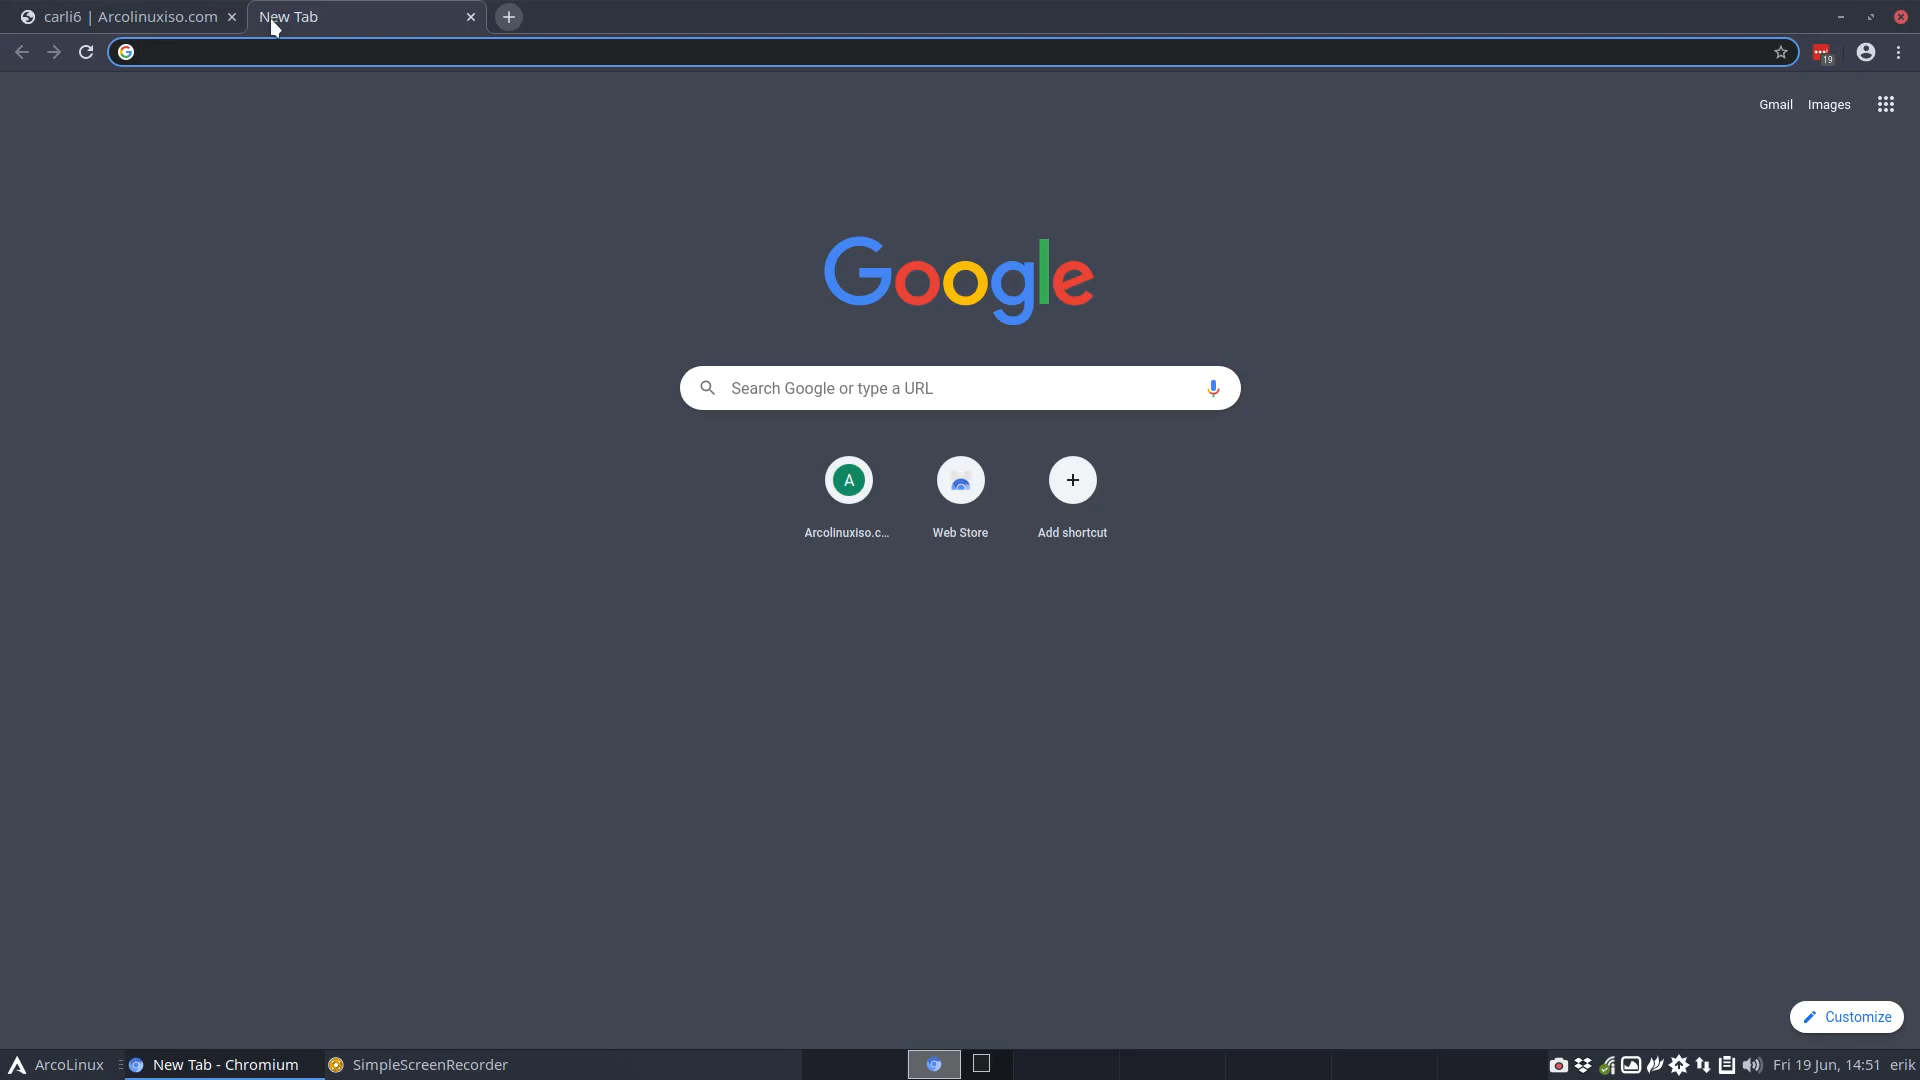 carli6 | Arcolinuxiso.com
New Tab
19
Gmail Images
Google
Search Google or type a URL
A
Arcolinuxiso.c... Web Store Add shortcut
Customize
ArcoLinux New Tab - Chromium SimpleScreenRecorder Fri 19 Jun, 14:51 erik